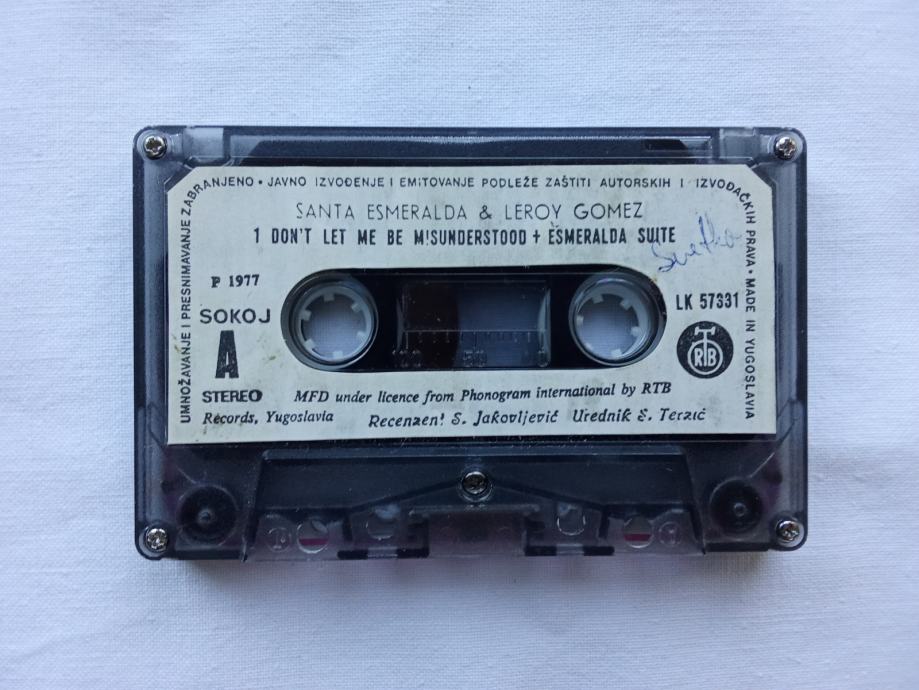 UMNOŽAVANJE I PRESNIMAVANJE ZABRANJENO • JAVNO IZVOĐENJE I EMITOVANJE PODLEŽE ZAŠTITI AUTORSKIH I IZVOĐAČKIH PRAVA • MADE IN YUGOSLAVIA
SANTA ESMERALDA & LEROY GOMEZ
1 DON'T LET ME BE M!SUNDERSTOOD + ESMERALDA SUITE
P 1977
SOKOJ
A
STEREO
LK 57331
RTB
100 50 0
MFD under licence from Phonogram international by RTB
Records, Yugoslavia
Recenzent S. Jakovljević Urednik S. Terzić